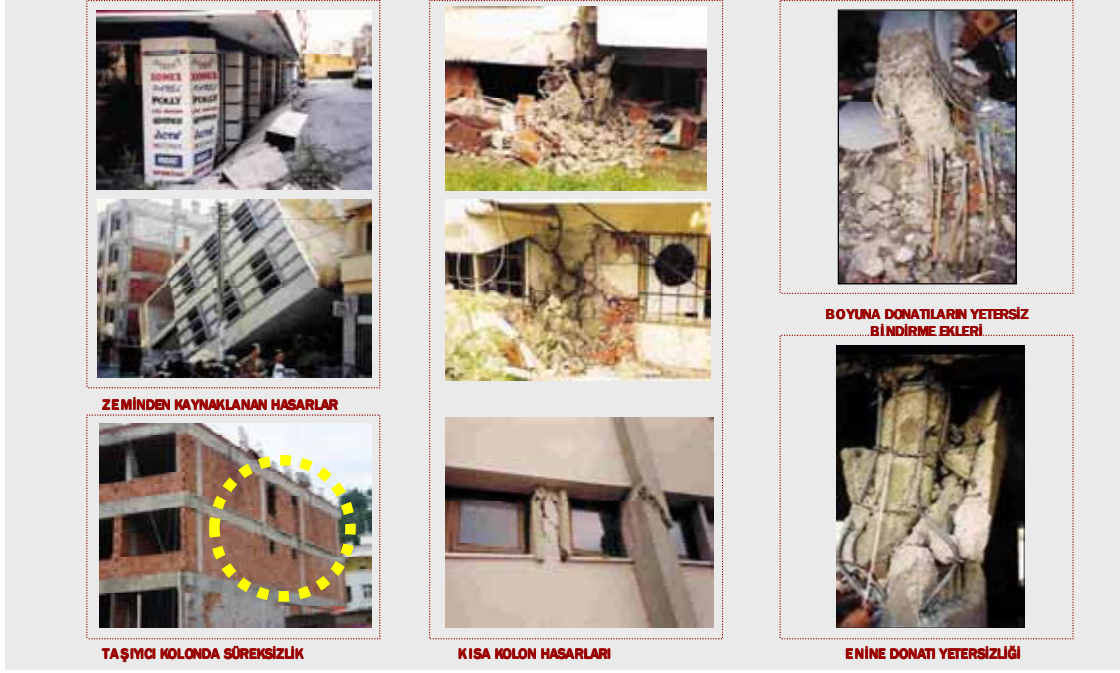 POLLY
BOYUNA DONATILARIN YETERSİZ
BİNDİRME EKLERİ
ZEMİNDEN KAYNAKLANAN HASARLAR
TAŞIYICI KOLONDA SÜREKSİZLİK
KISA KOLON HASARLARI
ENİNE DONATI YETERSİZLİĞİ